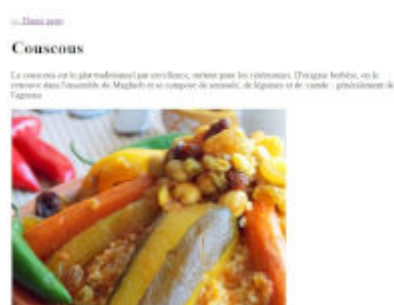 ← Home page
Couscous
Le couscous est le plat traditionnel par excellence, surtout pour les cérémonies. D'origine berbère, on le
retrouve dans l'ensemble du Maghreb et se compose de semoule, de légumes et de viande - généralement de
l'agneau.